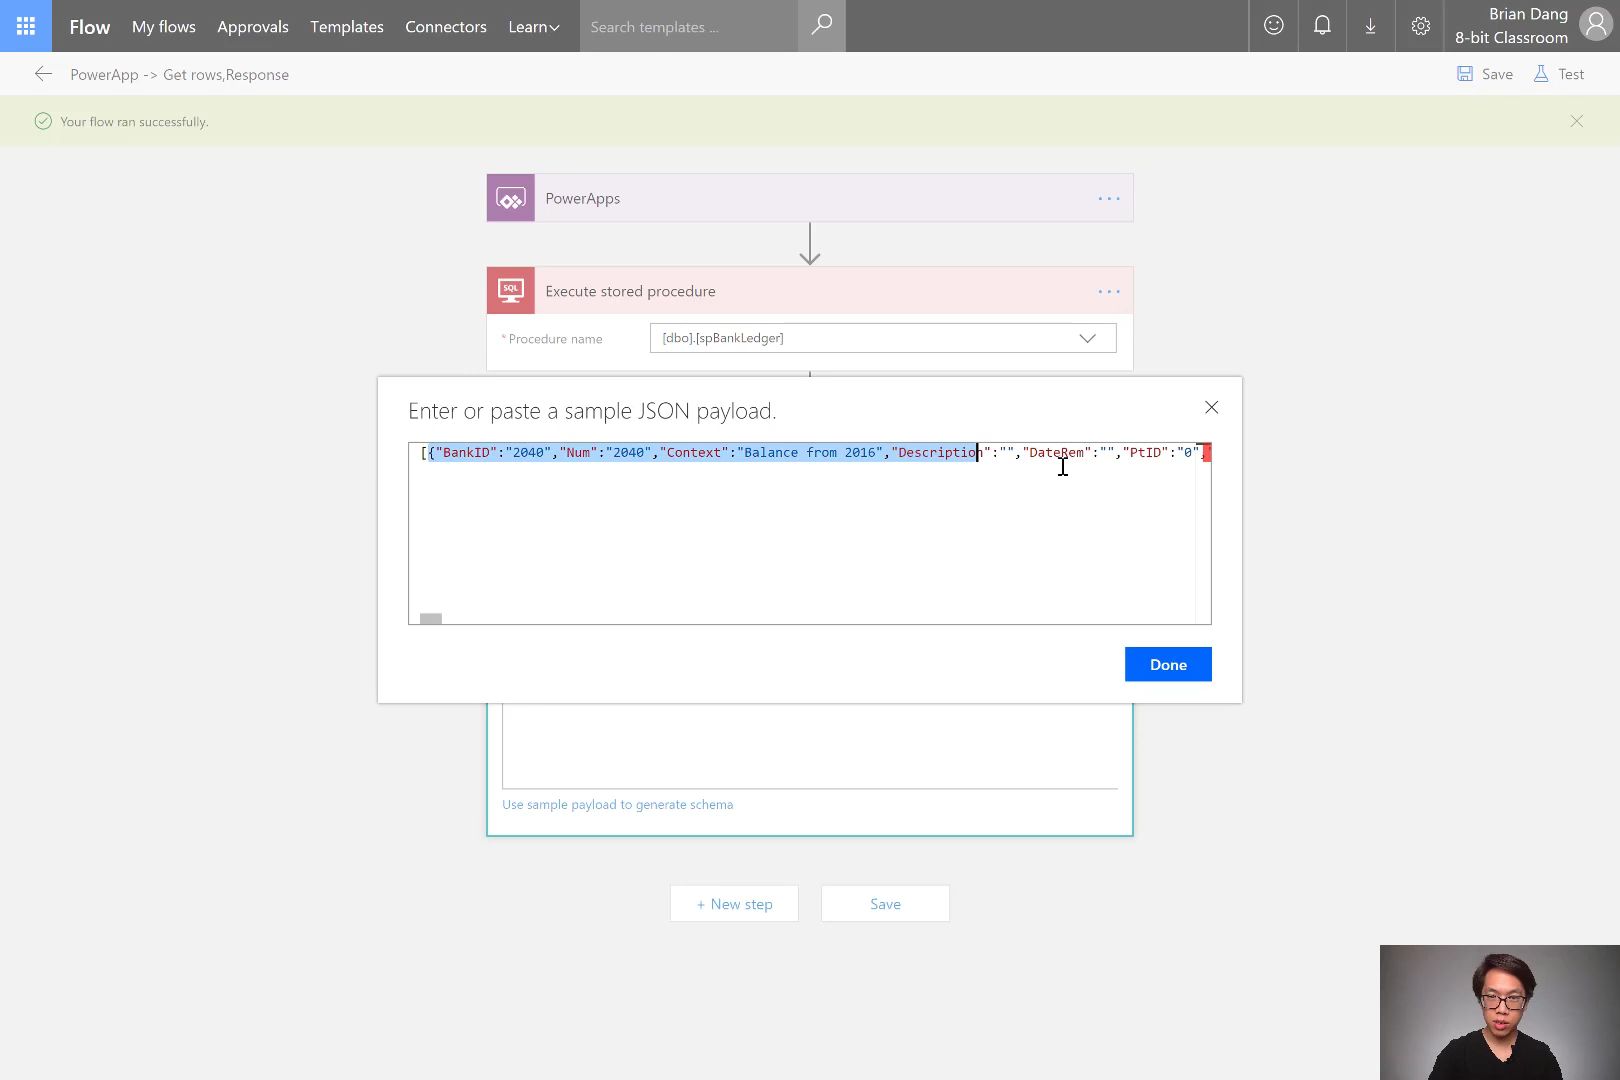 Flow My flows Approvals Templates Connectors Learn Search templates ... Brian Dang
8-bit Classroom
PowerApp -> Get rows,Response Save Test
Your flow ran successfully.
PowerApps
SQL Execute stored procedure
* Procedure name [dbo].[spBankLedger]
Enter or paste a sample JSON payload.
[{"BankID":"2040","Num":"2040","Context":"Balance from 2016","Description":"","DateRem":"","PtID":"0","
Done
Use sample payload to generate schema
+ New step Save